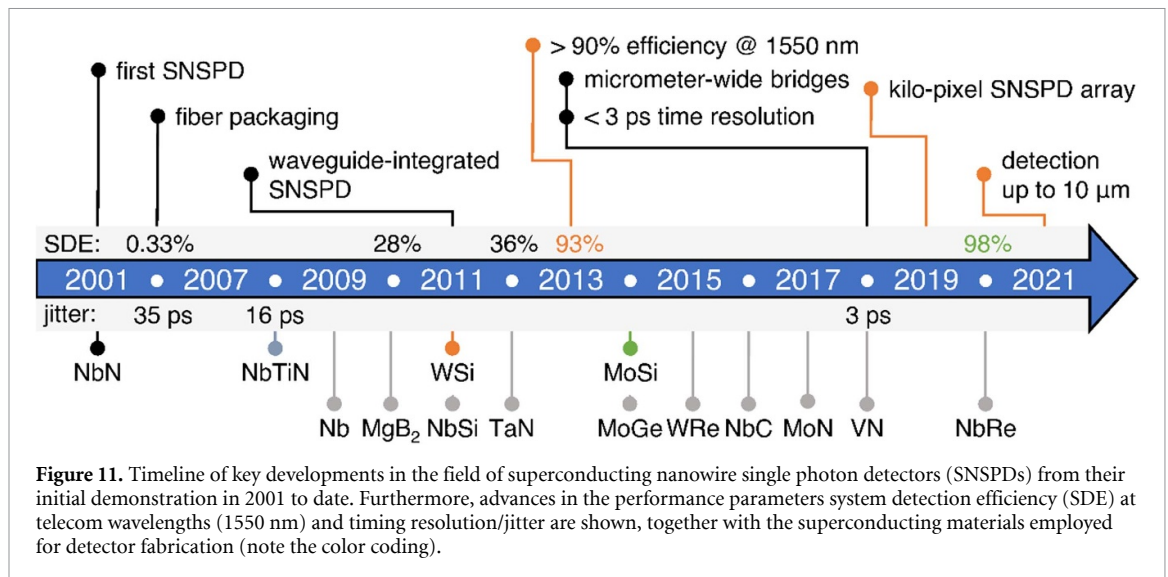 > 90% efficiency @ 1550 nm
first SNSPD
micrometer-wide bridges
kilo-pixel SNSPD array
fiber packaging
< 3 ps time resolution
waveguide-integrated
SNSPD
detection
up to 10 μm
SDE: 0.33% 28% 36% 93% 98%
2001 2007 2009 2011 2013 2015 2017 2019 2021
jitter: 35 ps 16 ps 3 ps
NbN NbTiN WSi MoSi
Nb MgB₂ NbSi TaN MoGe WRe NbC MoN VN NbRe
Figure 11. Timeline of key developments in the field of superconducting nanowire single photon detectors (SNSPDs) from their
initial demonstration in 2001 to date. Furthermore, advances in the performance parameters system detection efficiency (SDE) at
telecom wavelengths (1550 nm) and timing resolution/jitter are shown, together with the superconducting materials employed
for detector fabrication (note the color coding).